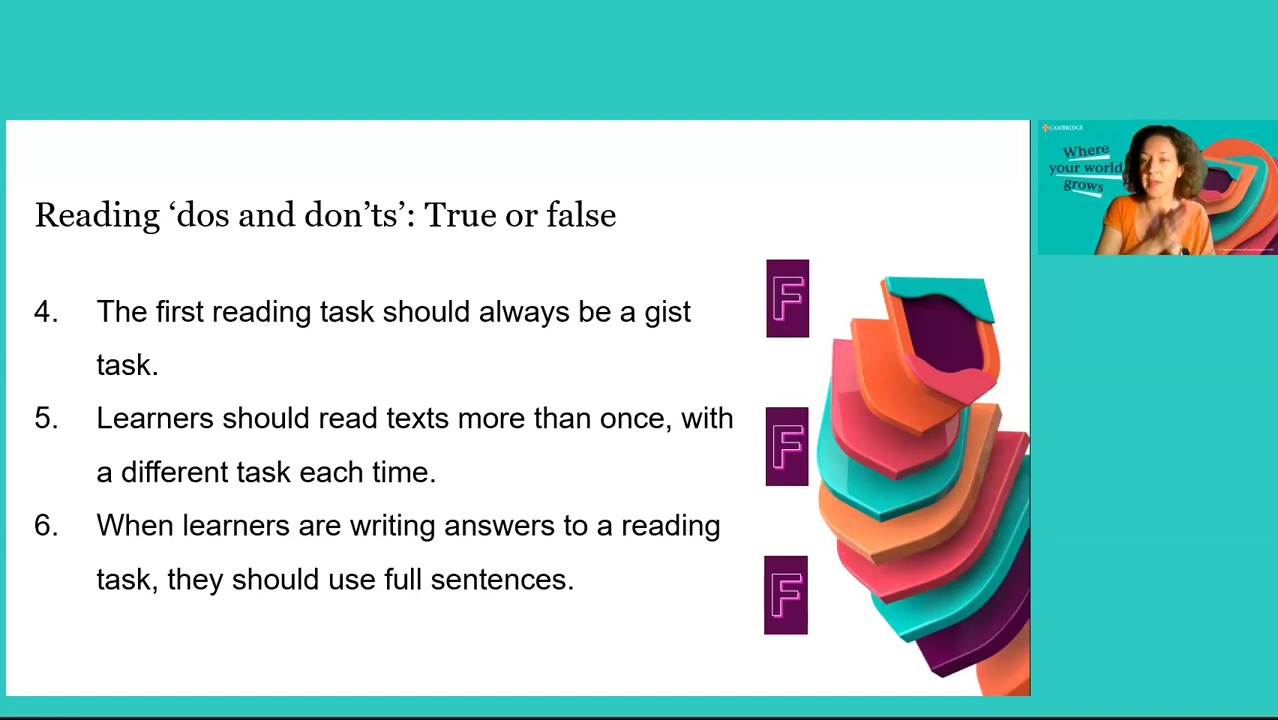 Reading ‘dos and don’ts’: True or false
4. The first reading task should always be a gist
task.
F
5. Learners should read texts more than once, with
a different task each time.
F
6. When learners are writing answers to a reading
task, they should use full sentences.
F
CAMBRIDGE
Where
your world
grows